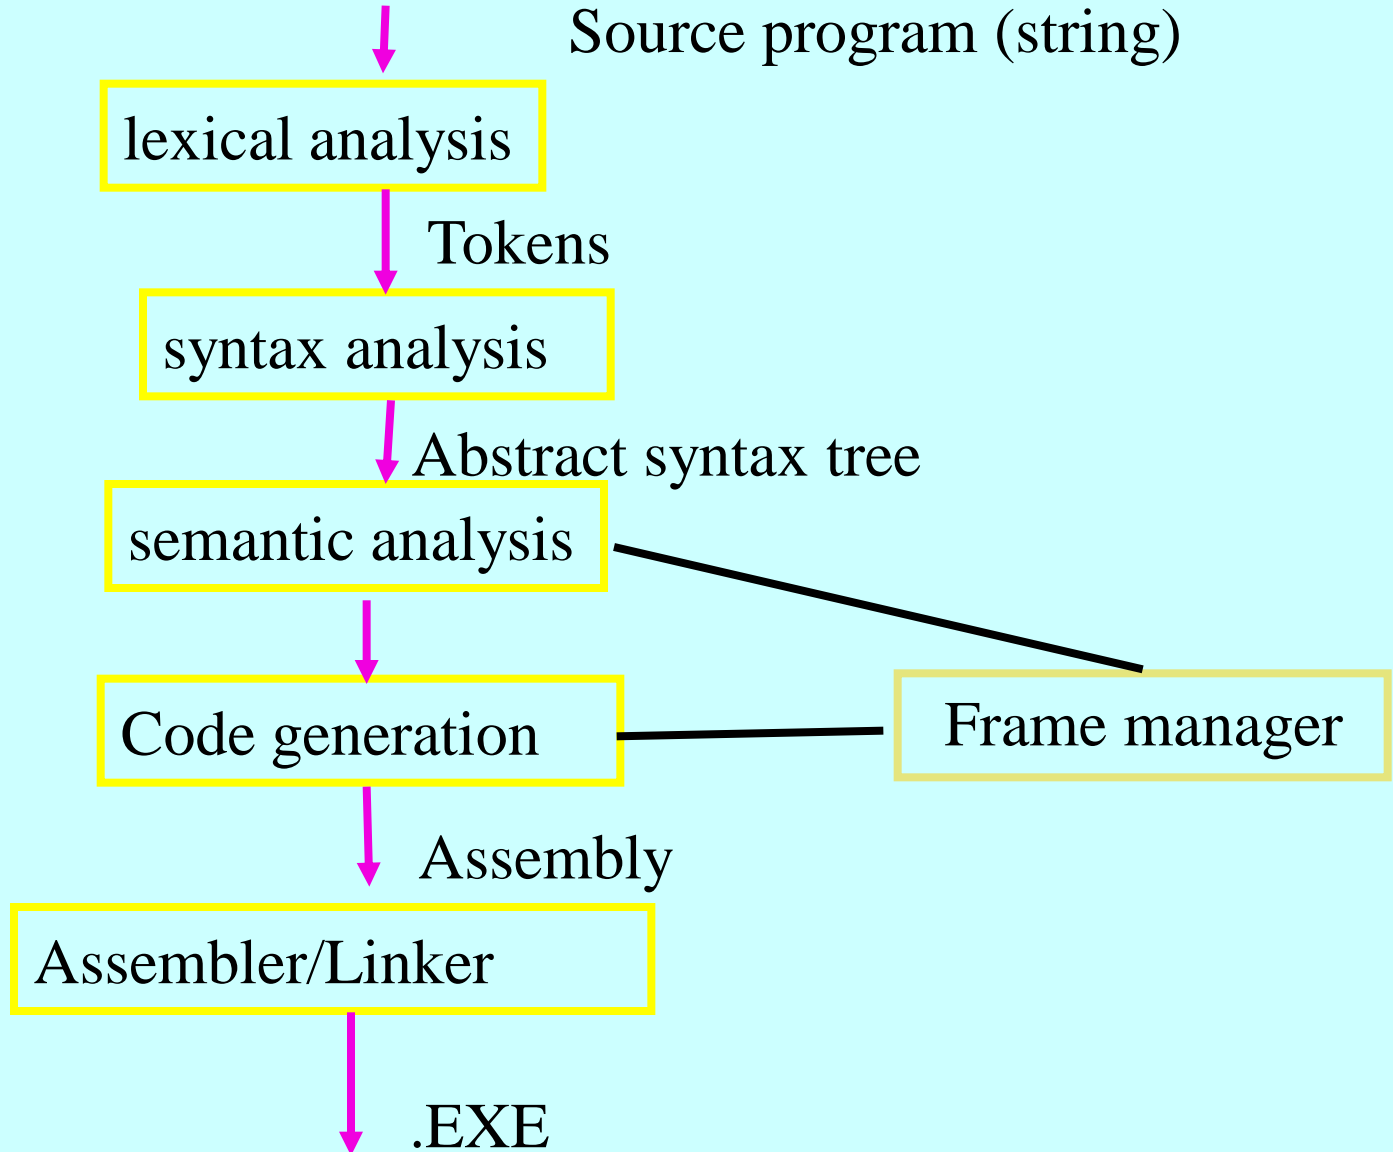 Source program (string)
lexical analysis
Tokens
syntax analysis
Abstract syntax tree
semantic analysis
Code generation
Frame manager
Assembly
Assembler/Linker
.EXE